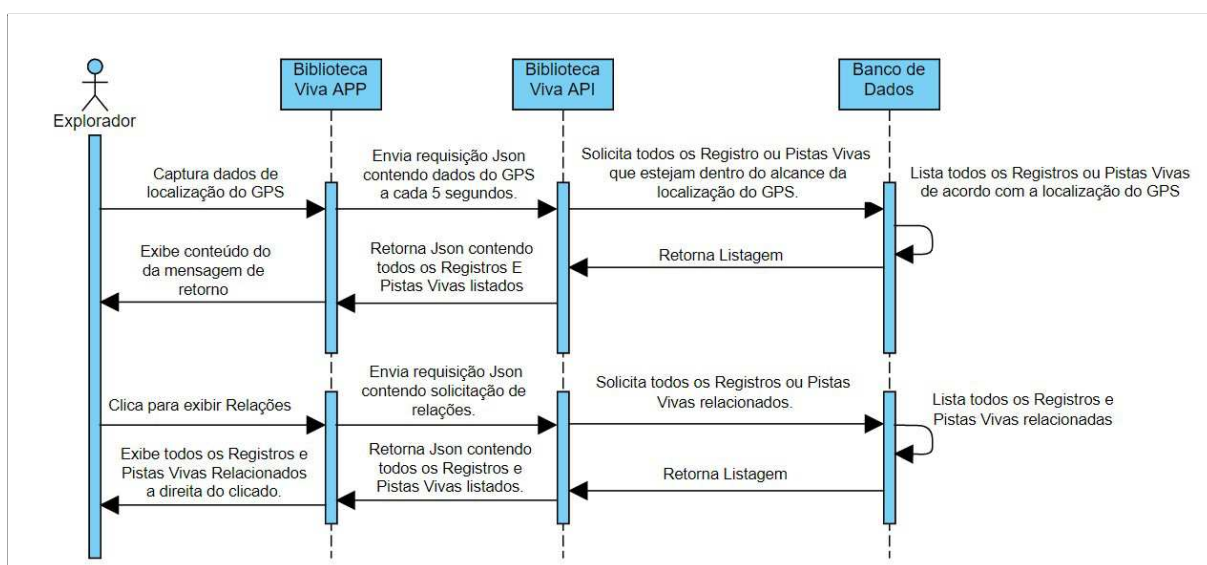 Explorador
Biblioteca
Viva APP
Biblioteca
Viva API
Banco de
Dados
Captura dados de
localização do GPS
Envia requisição Json
contendo dados do GPS
a cada 5 segundos.
Solicita todos os Registro ou Pistas Vivas
que estejam dentro do alcance da
localização do GPS.
Lista todos os Registros ou Pistas Vivas
de acordo com a localização do GPS
Retorna Listagem
Retorna Json contendo
todos os Registros E
Pistas Vivas listados
Exibe conteúdo do
da mensagem de
retorno
Clica para exibir Relações
Envia requisição Json
contendo solicitação de
relações.
Solicita todos os Registros ou Pistas
Vivas relacionados.
Lista todos os Registros e
Pistas Vivas relacionadas
Retorna Listagem
Retorna Json contendo
todos os Registros e
Pistas Vivas listados.
Exibe todos os Registros e
Pistas Vivas Relacionados
a direita do clicado.